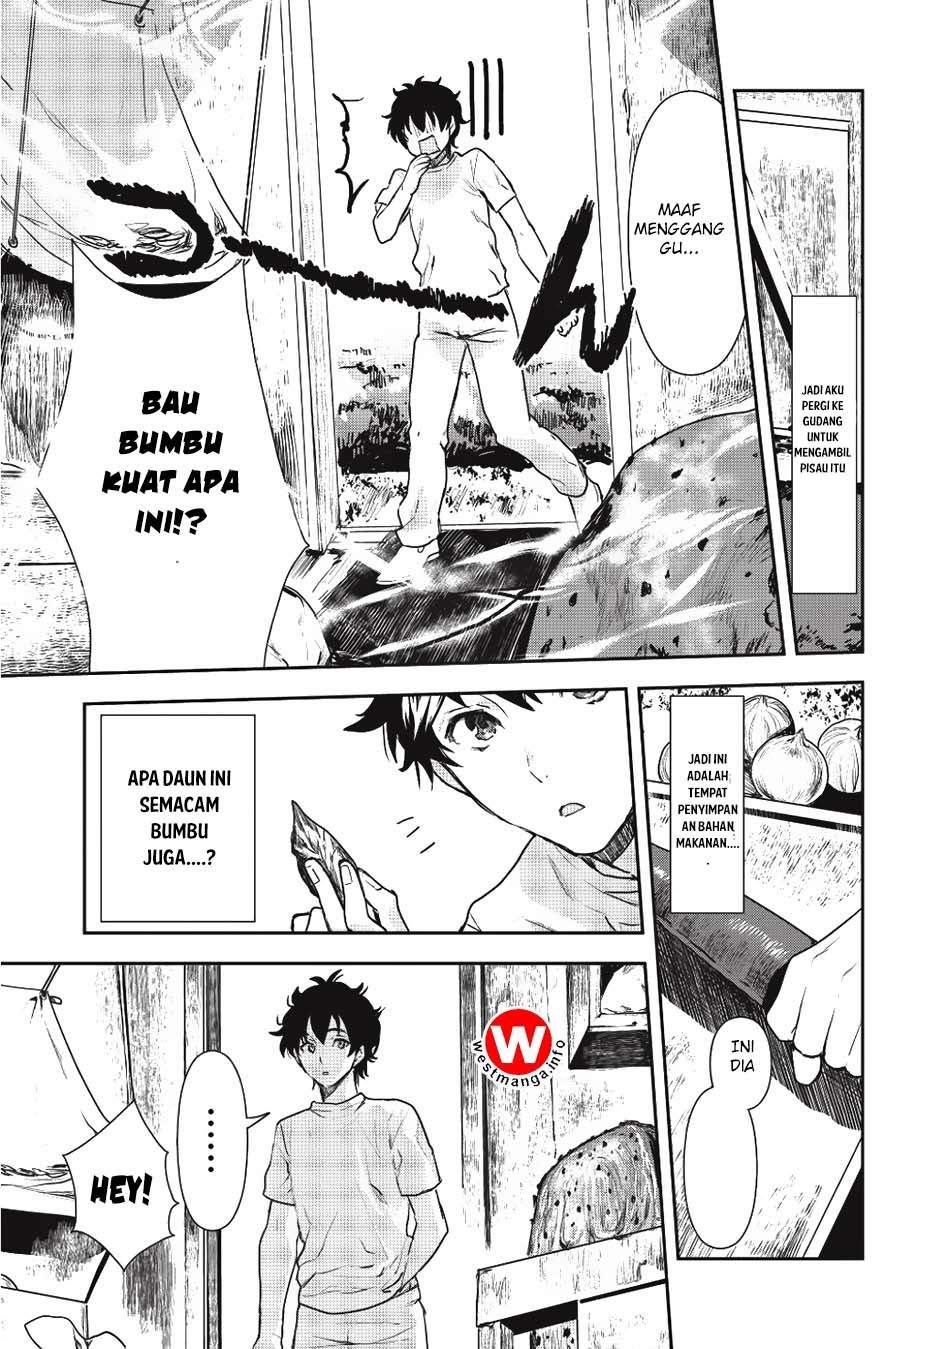 JADI AKU
PERGI KE
GUDANG
UNTUK
MENGAMBIL
PISAU ITU
MAAF
MENGGANG
GU...
BAU
BUMBU
KUAT APA
INI!?
JADI INI
ADALAH
TEMPAT
PENYIMPAN
AN BAHAN
MAKANAN....
.
INI
DIA
APA DAUN INI
SEMACAM
BUMBU
JUGA....?
W
westmanga.info
......
HEY!